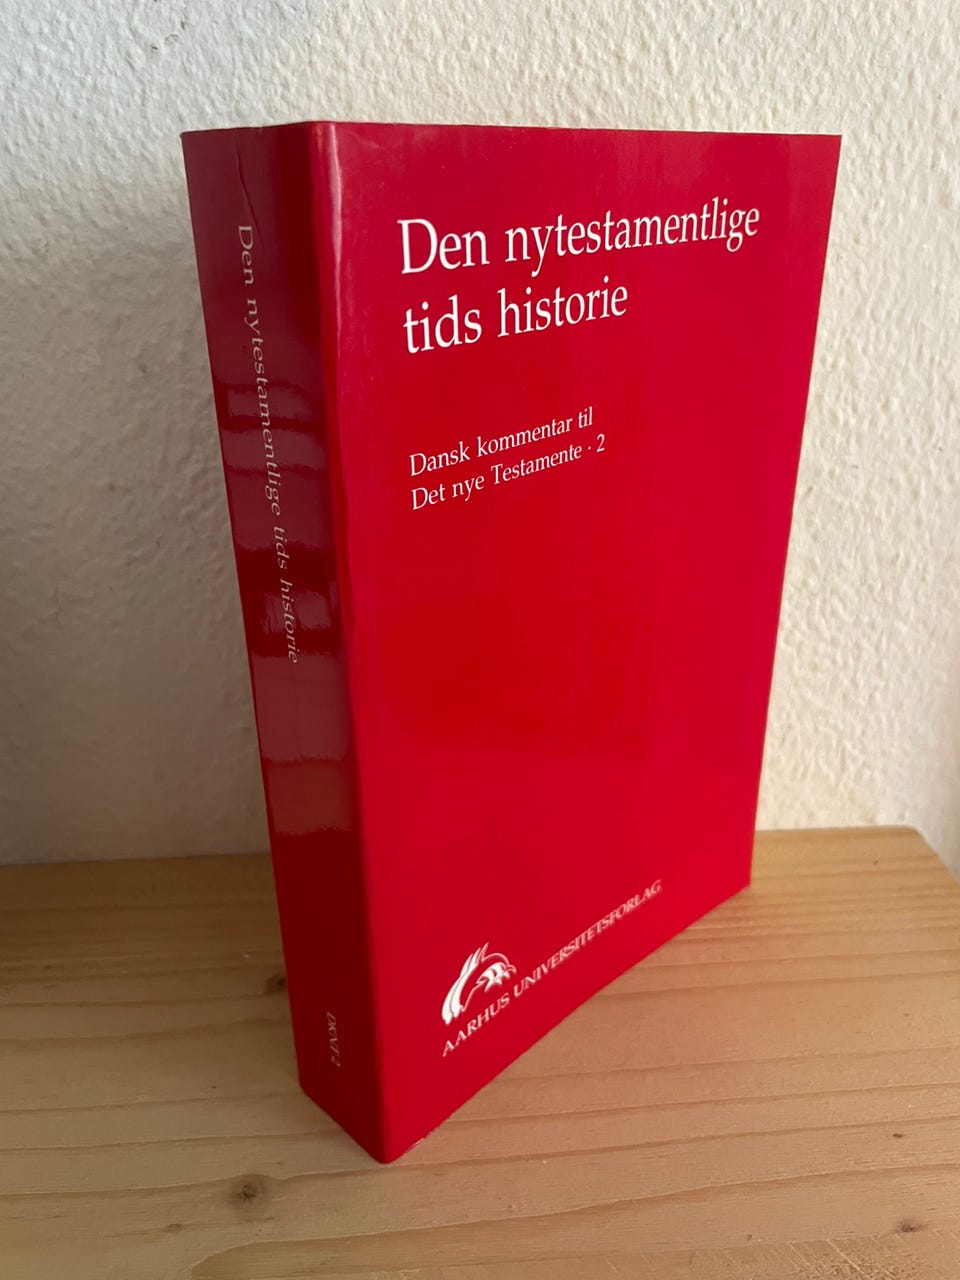 Den nytestamentlige tids historie
DKNT 2
Den nytestamentlige
tids historie
Dansk kommentar til
Det nye Testamente · 2
AARHUS UNIVERSITETSFORLAG